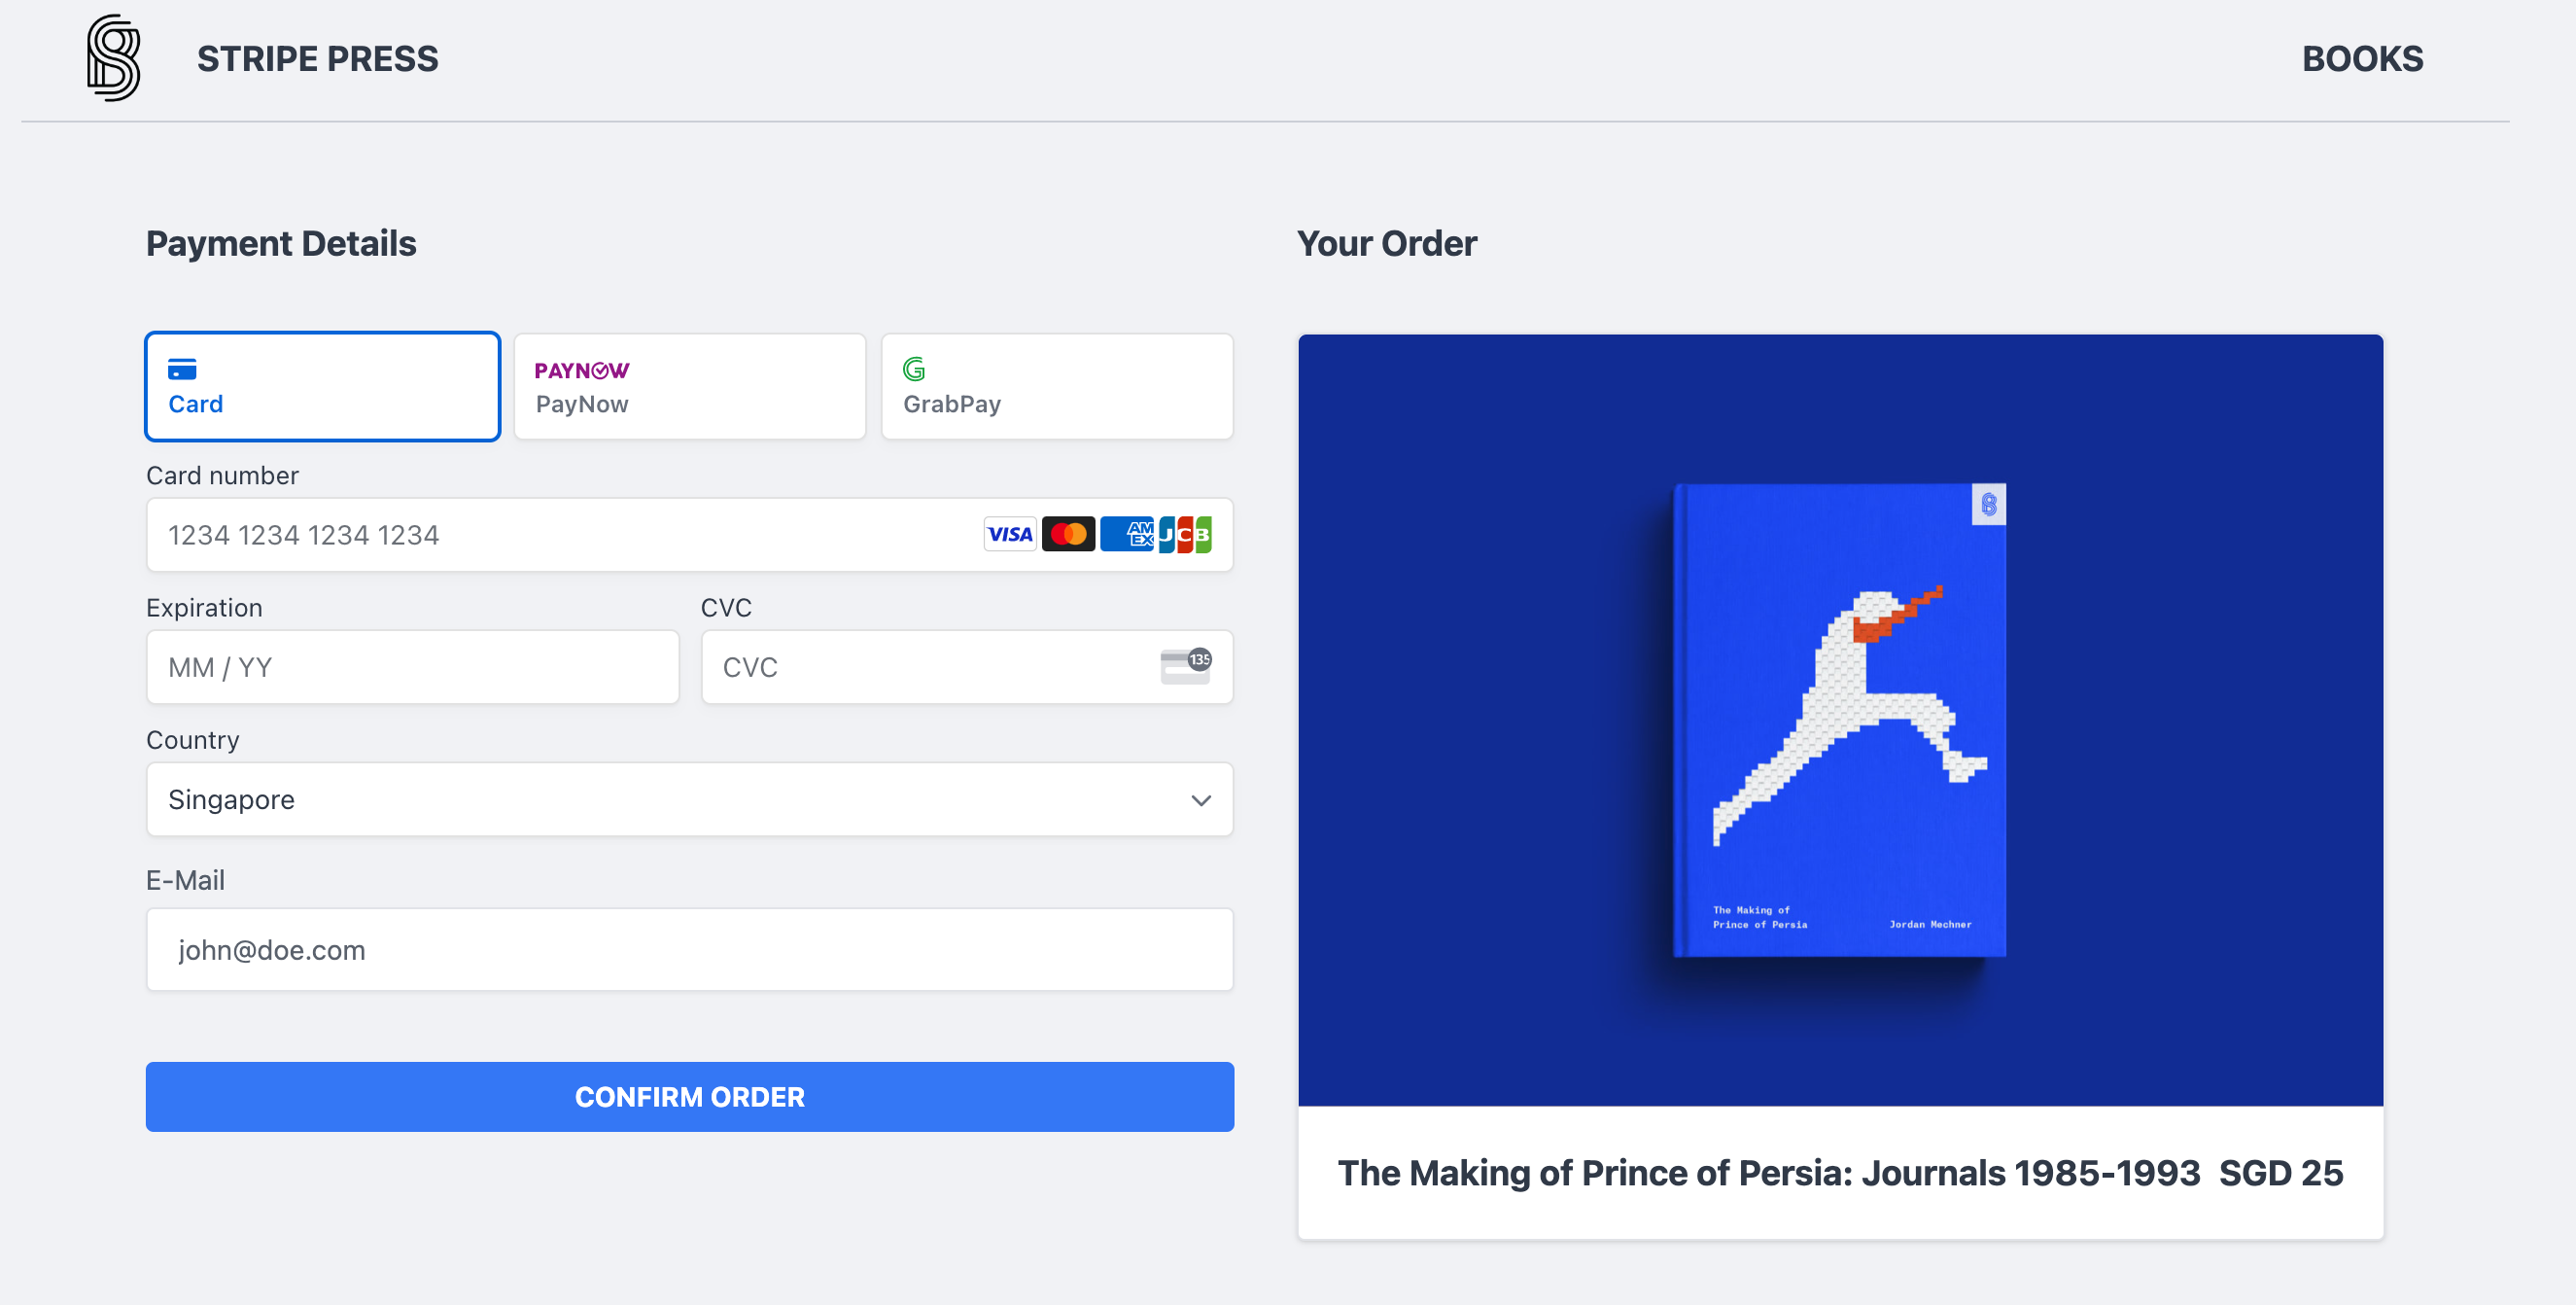 STRIPE PRESS
BOOKS
Payment Details
Card
PAYNOW
PayNow
GrabPay
Card number
1234 1234 1234 1234
VISA
AM
EX
JCB
Expiration
MM / YY
CVC
CVC
135
Country
Singapore
E-Mail
john@doe.com
CONFIRM ORDER
Your Order
The Making of
Prince of Persia
Jordan Mechner
The Making of Prince of Persia: Journals 1985-1993 SGD 25